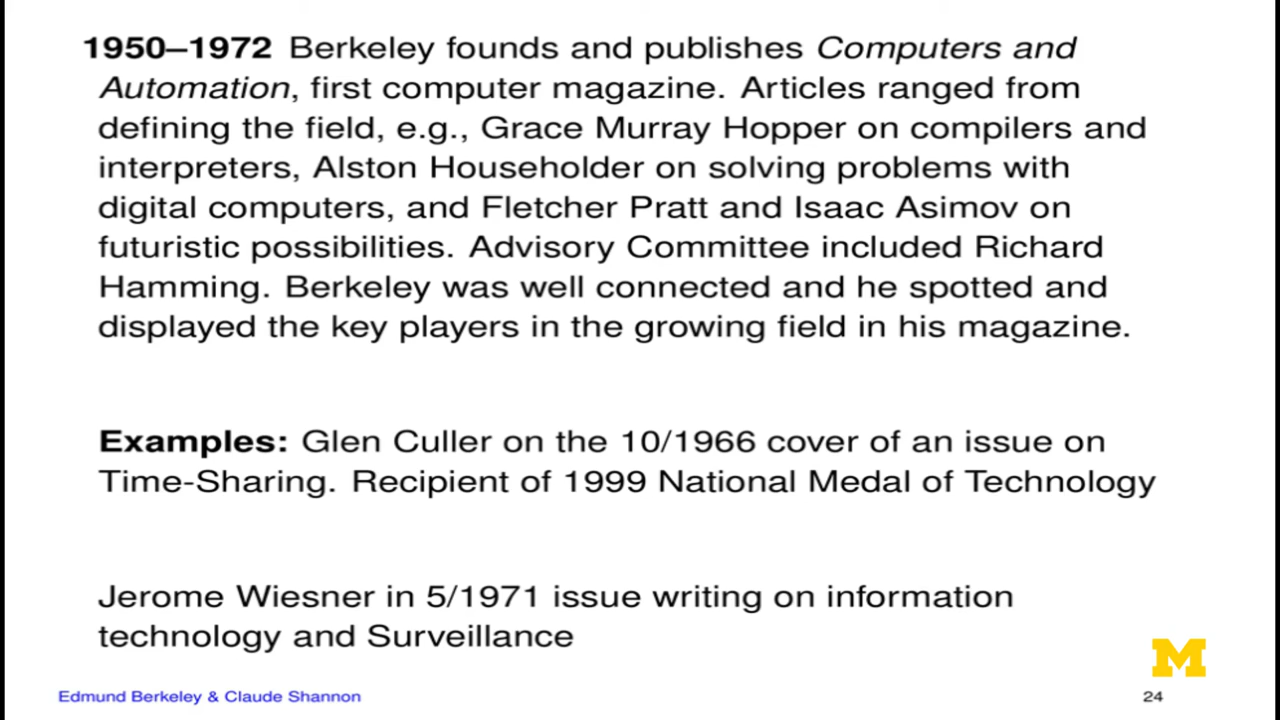 1950–1972 Berkeley founds and publishes Computers and
Automation, first computer magazine. Articles ranged from
defining the field, e.g., Grace Murray Hopper on compilers and
interpreters, Alston Householder on solving problems with
digital computers, and Fletcher Pratt and Isaac Asimov on
futuristic possibilities. Advisory Committee included Richard
Hamming. Berkeley was well connected and he spotted and
displayed the key players in the growing field in his magazine.
Examples: Glen Culler on the 10/1966 cover of an issue on
Time-Sharing. Recipient of 1999 National Medal of Technology
Jerome Wiesner in 5/1971 issue writing on information
technology and Surveillance
M
Edmund Berkeley & Claude Shannon
24